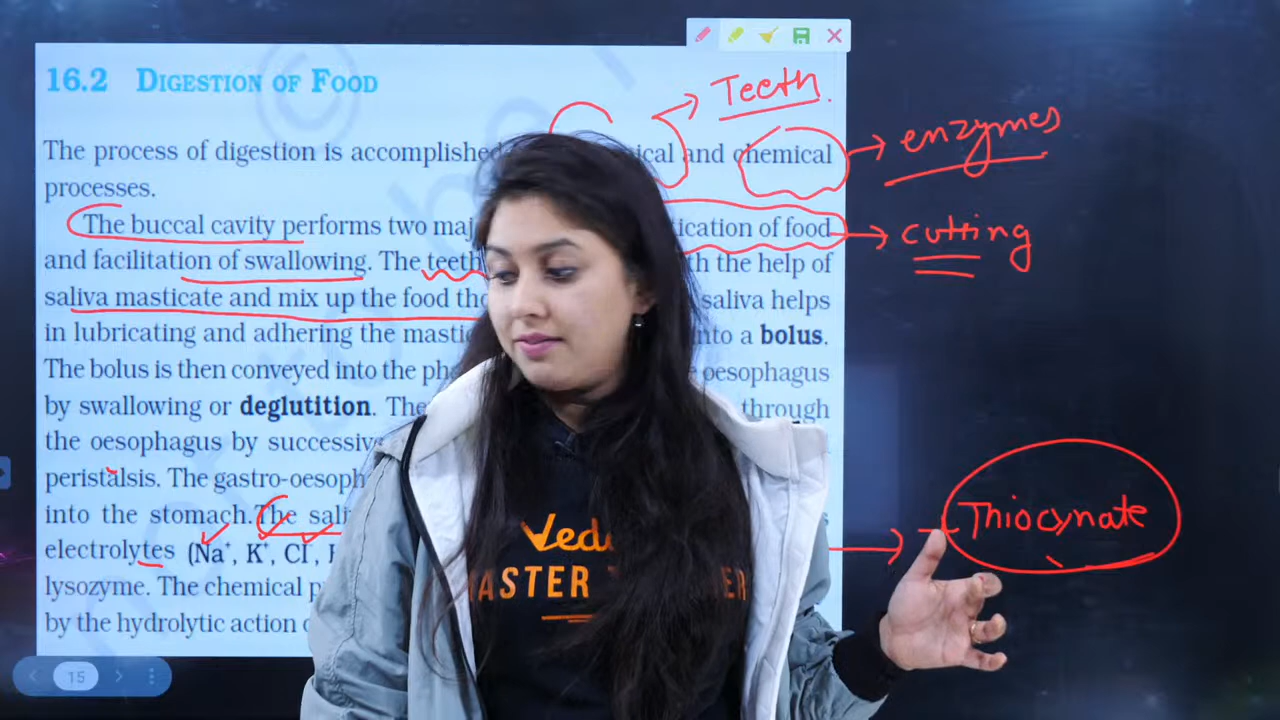 16.2 DIGESTION OF FOOD
Teeth.
The process of digestion is accomplished ical and chemical
enzymes
processes.
The buccal cavity performs two maj ication of food
cutting
and facilitation of swallowing. The teeth th the help of
saliva masticate and mix up the food tho saliva helps
in lubricating and adhering the mastic nto a bolus.
The bolus is then conveyed into the pha oesophagus
by swallowing or deglutition. The through
the oesophagus by successive
peristalsis. The gastro-oesoph
into the stomach. The sali
Thiocynate
electrolytes (Na+, K+, Cl-,
lysozyme. The chemical p
by the hydrolytic action o
Ved
MASTER T ER
15